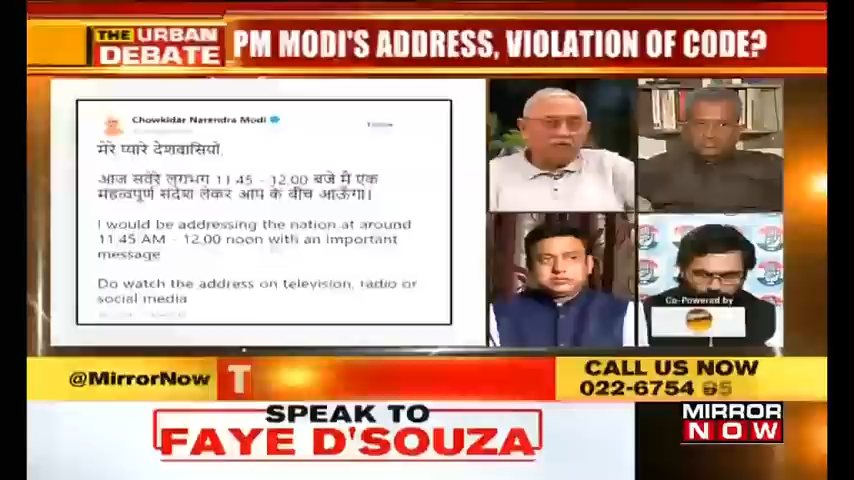 THE URBAN DEBATE
PM MODI'S ADDRESS, VIOLATION OF CODE?
Chowkidar Narendra Modi
मेरे प्यारे देशवासियों,
आज सवेरे लगभग 11.45 - 12.00 बजे मैं एक
महत्वपूर्ण संदेश लेकर आप के बीच आऊँगा।
I would be addressing the nation at around
11.45 AM - 12.00 noon with an important
message
Do watch the address on television, radio or
social media
Co-Powered by
@MirrorNow
T
CALL US NOW
022-6754
SPEAK TO
FAYE D'SOUZA
MIRROR
NOW